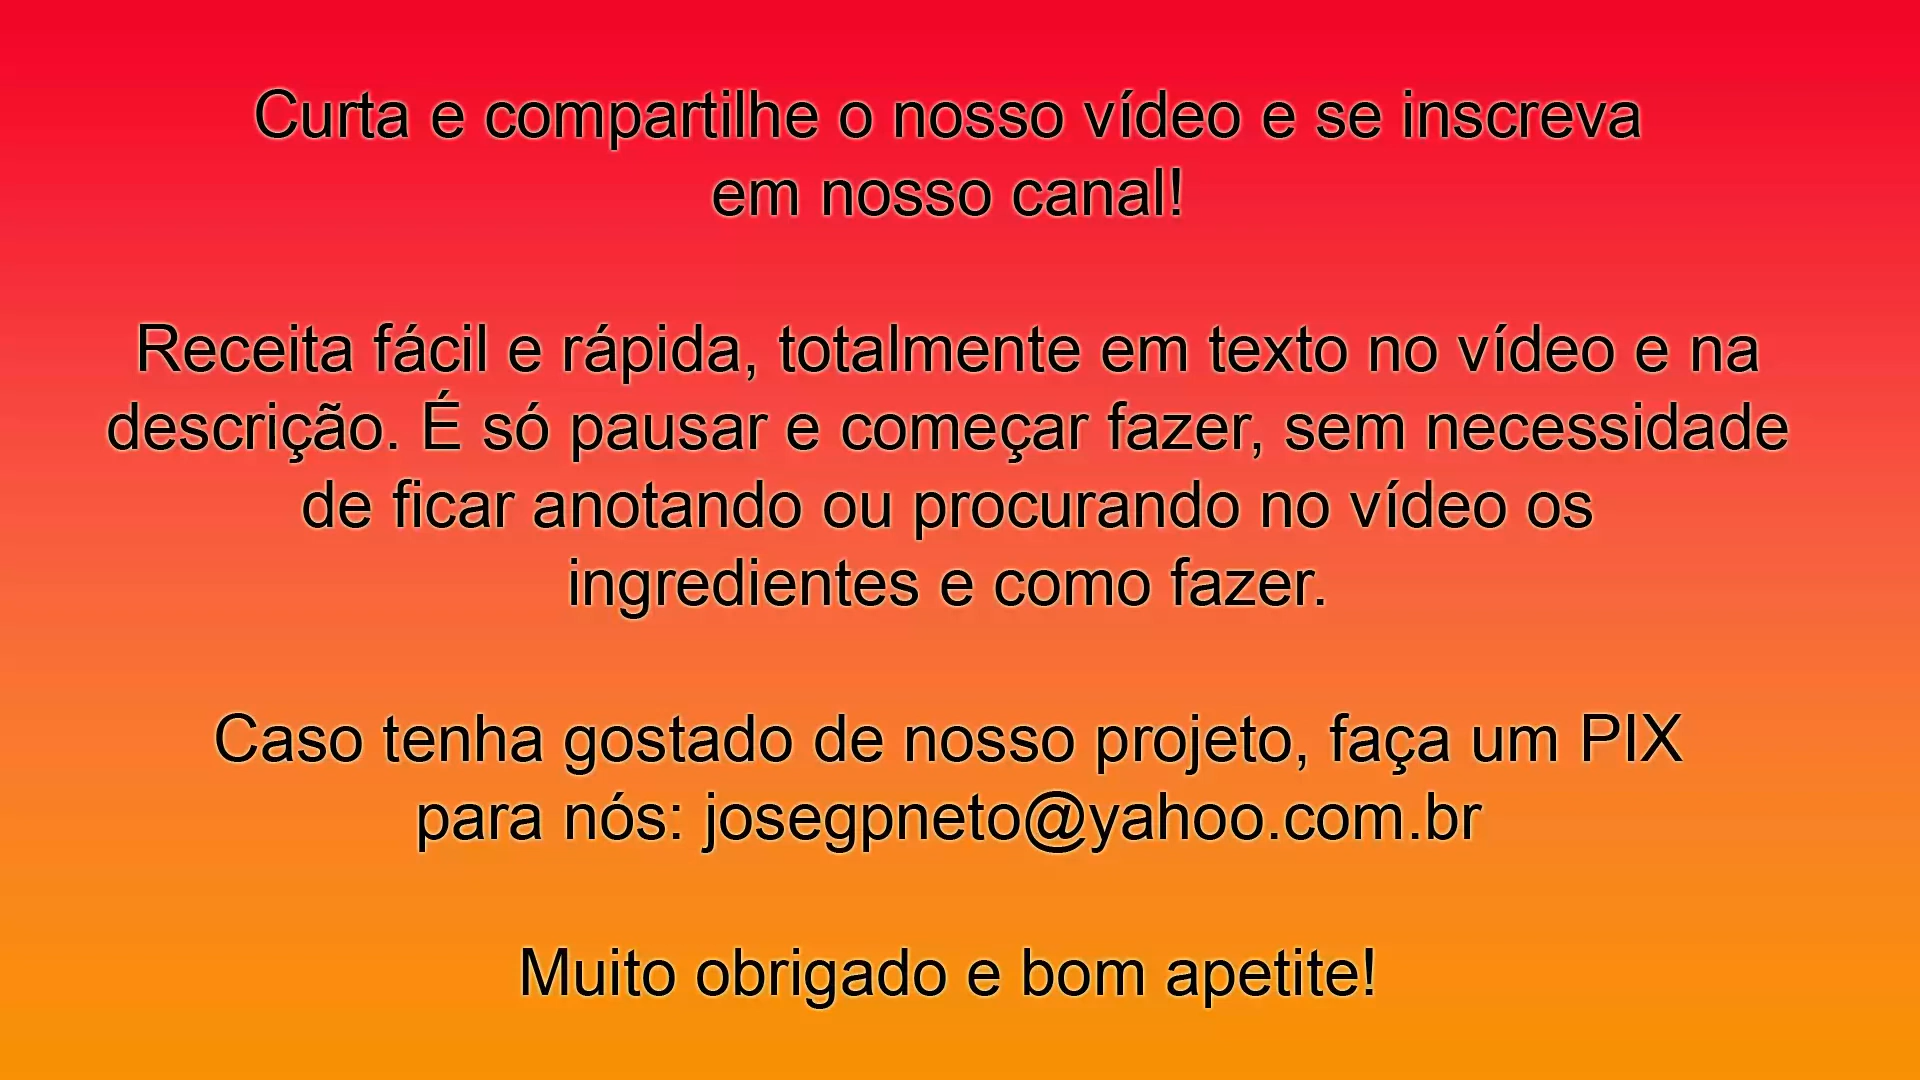 Curta e compartilhe o nosso vídeo e se inscreva
em nosso canal!
Receita fácil e rápida, totalmente em texto no vídeo e na
descrição. É só pausar e começar fazer, sem necessidade
de ficar anotando ou procurando no vídeo os
ingredientes e como fazer.
Caso tenha gostado de nosso projeto, faça um PIX
para nós: josegpneto@yahoo.com.br
Muito obrigado e bom apetite!